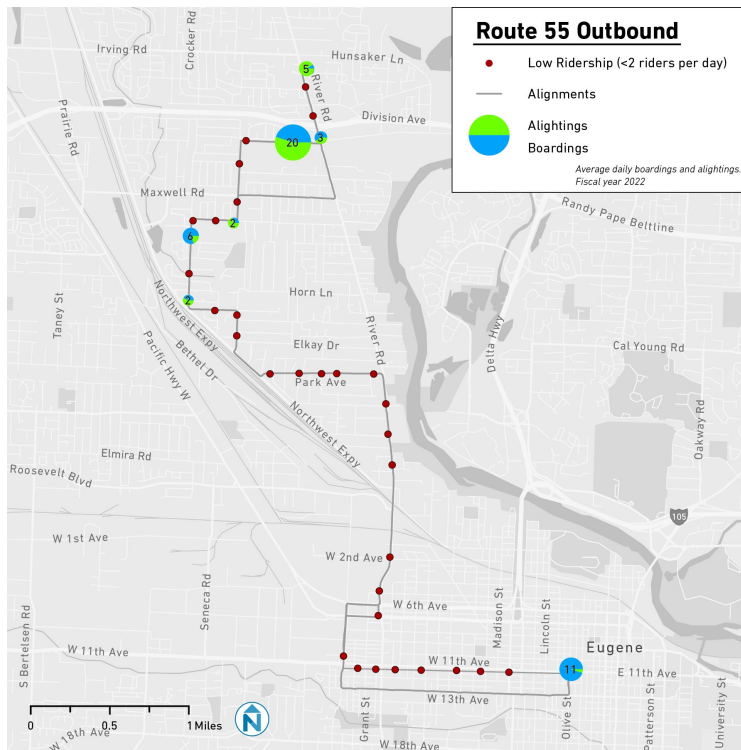 Route 55 Outbound
Low Ridership (<2 riders per day)
Alignments
Alightings
Boardings
Average daily boardings and alightings.
Fiscal year 2022
Irving Rd
Crocker Rd
Hunsaker Ln
5
River Rd
Prairie Rd
Division Ave
3
20
Maxwell Rd
2
6
Randy Pape Beltline
2
Horn Ln
Northwest Expy
Taney St
River Rd
Delta Hwy
Pacific Hwy W
Bethel Dr
Elkay Dr
Cal Young Rd
Park Ave
Northwest Expy
Oakway Rd
Elmira Rd
Roosevelt Blvd
105
W 1st Ave
W 2nd Ave
Seneca Rd
W 6th Ave
Madison St
Lincoln St
S Bertelsen Rd
Eugene
W 11th Ave
W 11th Ave
11
E 11th Ave
W 13th Ave
Grant St
Olive St
Patterson St
University St
0
0.5
1 Miles
N
W 18th Ave
W 18th Ave